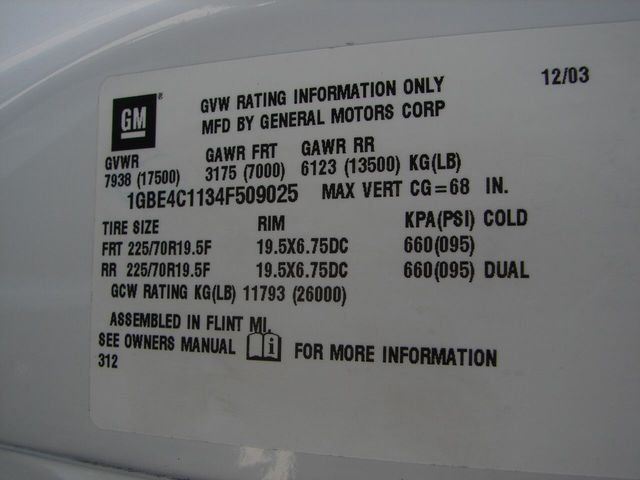 12/03
GM ®
GVW RATING INFORMATION ONLY
MFD BY GENERAL MOTORS CORP
GVWR GAWR FRT GAWR RR
7938 (17500) 3175 (7000) 6123 (13500) KG(LB)
1GBE4C1134F509025 MAX VERT CG=68 IN.
TIRE SIZE RIM KPA(PSI) COLD
FRT 225/70R19.5F 19.5X6.75DC 660(095)
RR 225/70R19.5F 19.5X6.75DC 660(095) DUAL
GCW RATING KG(LB) 11793 (26000)
ASSEMBLED IN FLINT MI.
SEE OWNERS MANUAL i FOR MORE INFORMATION
312